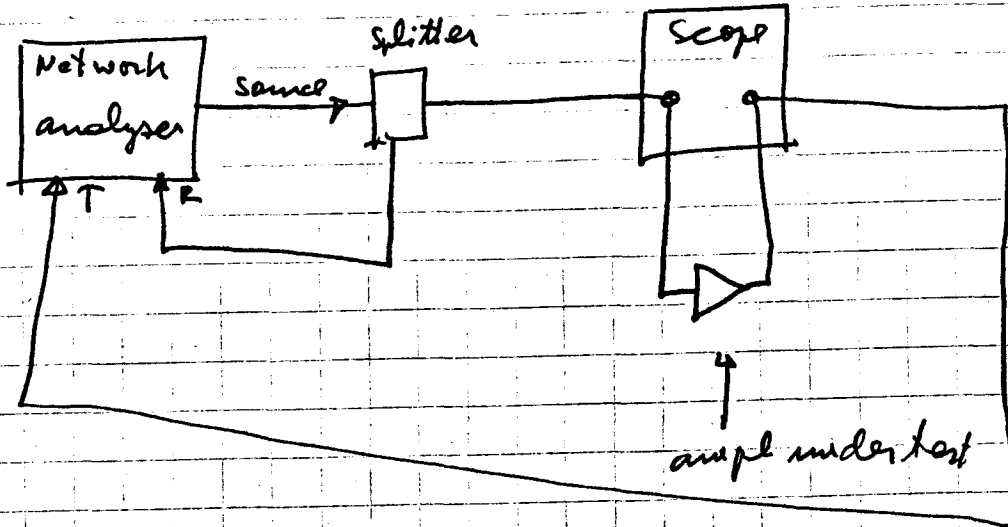 Splitter
Scope
Network
analyser
source
T
R
ampl under test